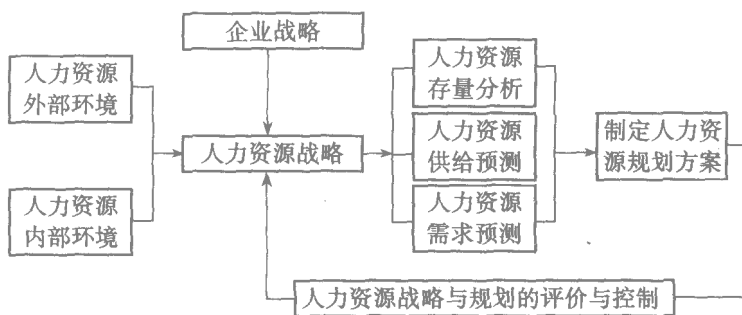 企业战略
人力资源
外部环境
人力资源
内部环境
人力资源战略
人力资源
存量分析
人力资源
供给预测
人力资源
需求预测
制定人力资
源规划方案
人力资源战略与规划的评价与控制